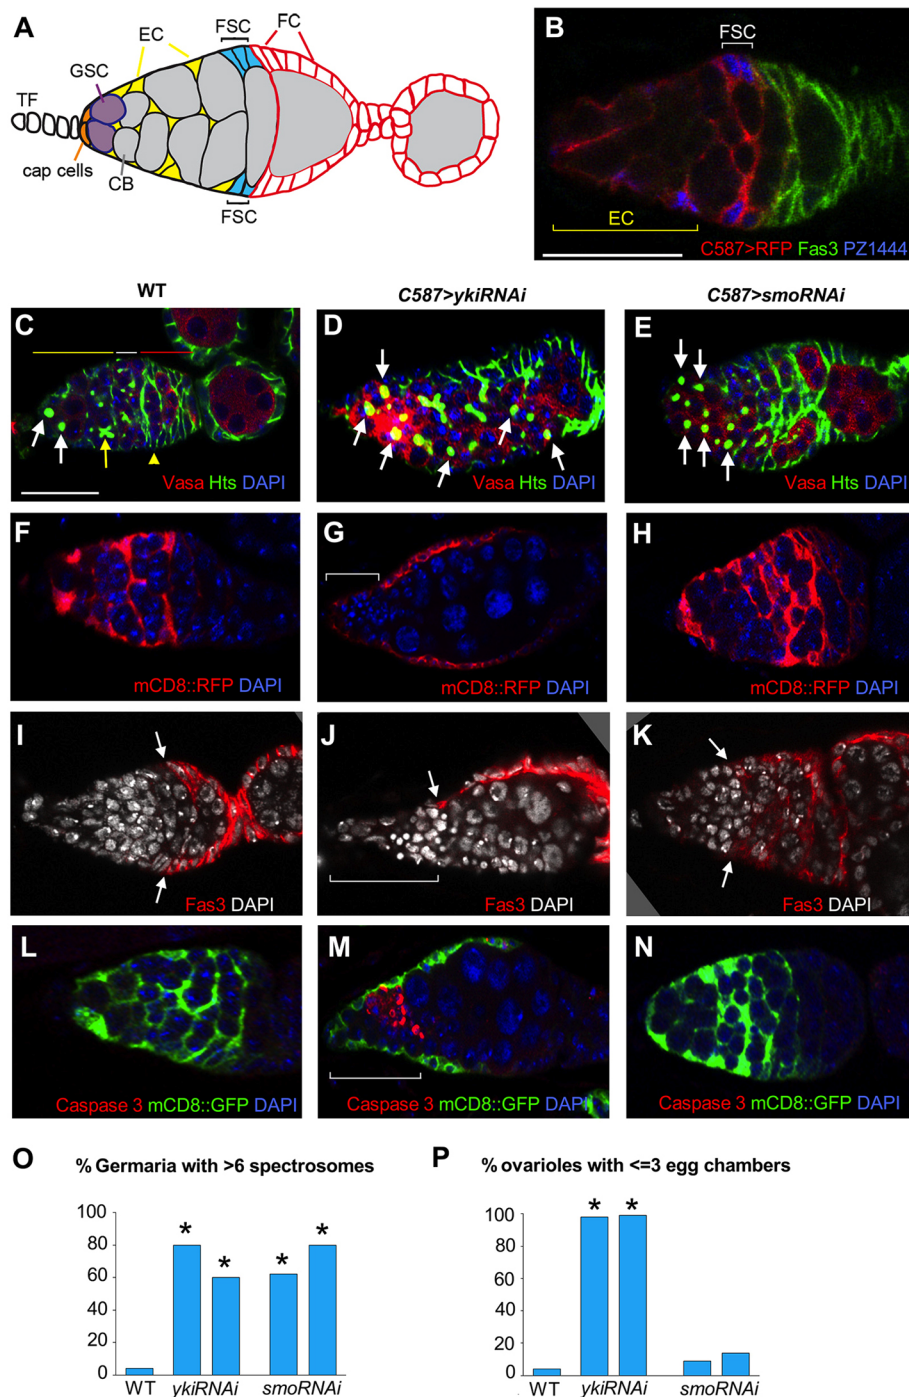 A
EC
FSC
FC
GSC
TF
cap cells
CB
FSC
B
FSC
EC
C587>RFP Fas3 PZ1444
WT
C587>ykiRNAi
C587>smoRNAi
C
Vasa Hts DAPI
D
Vasa Hts DAPI
E
Vasa Hts DAPI
F
mCD8::RFP DAPI
G
mCD8::RFP DAPI
H
mCD8::RFP DAPI
I
Fas3 DAPI
J
Fas3 DAPI
K
Fas3 DAPI
L
Caspase 3 mCD8::GFP DAPI
M
Caspase 3 mCD8::GFP DAPI
N
Caspase 3 mCD8::GFP DAPI
O
% Germaria with >6 spectrosomes
100
80
60
40
20
0
* * * *
WT ykiRNAi smoRNAi
P
% ovarioles with <=3 egg chambers
100
80
60
40
20
0
* *
WT ykiRNAi smoRNAi